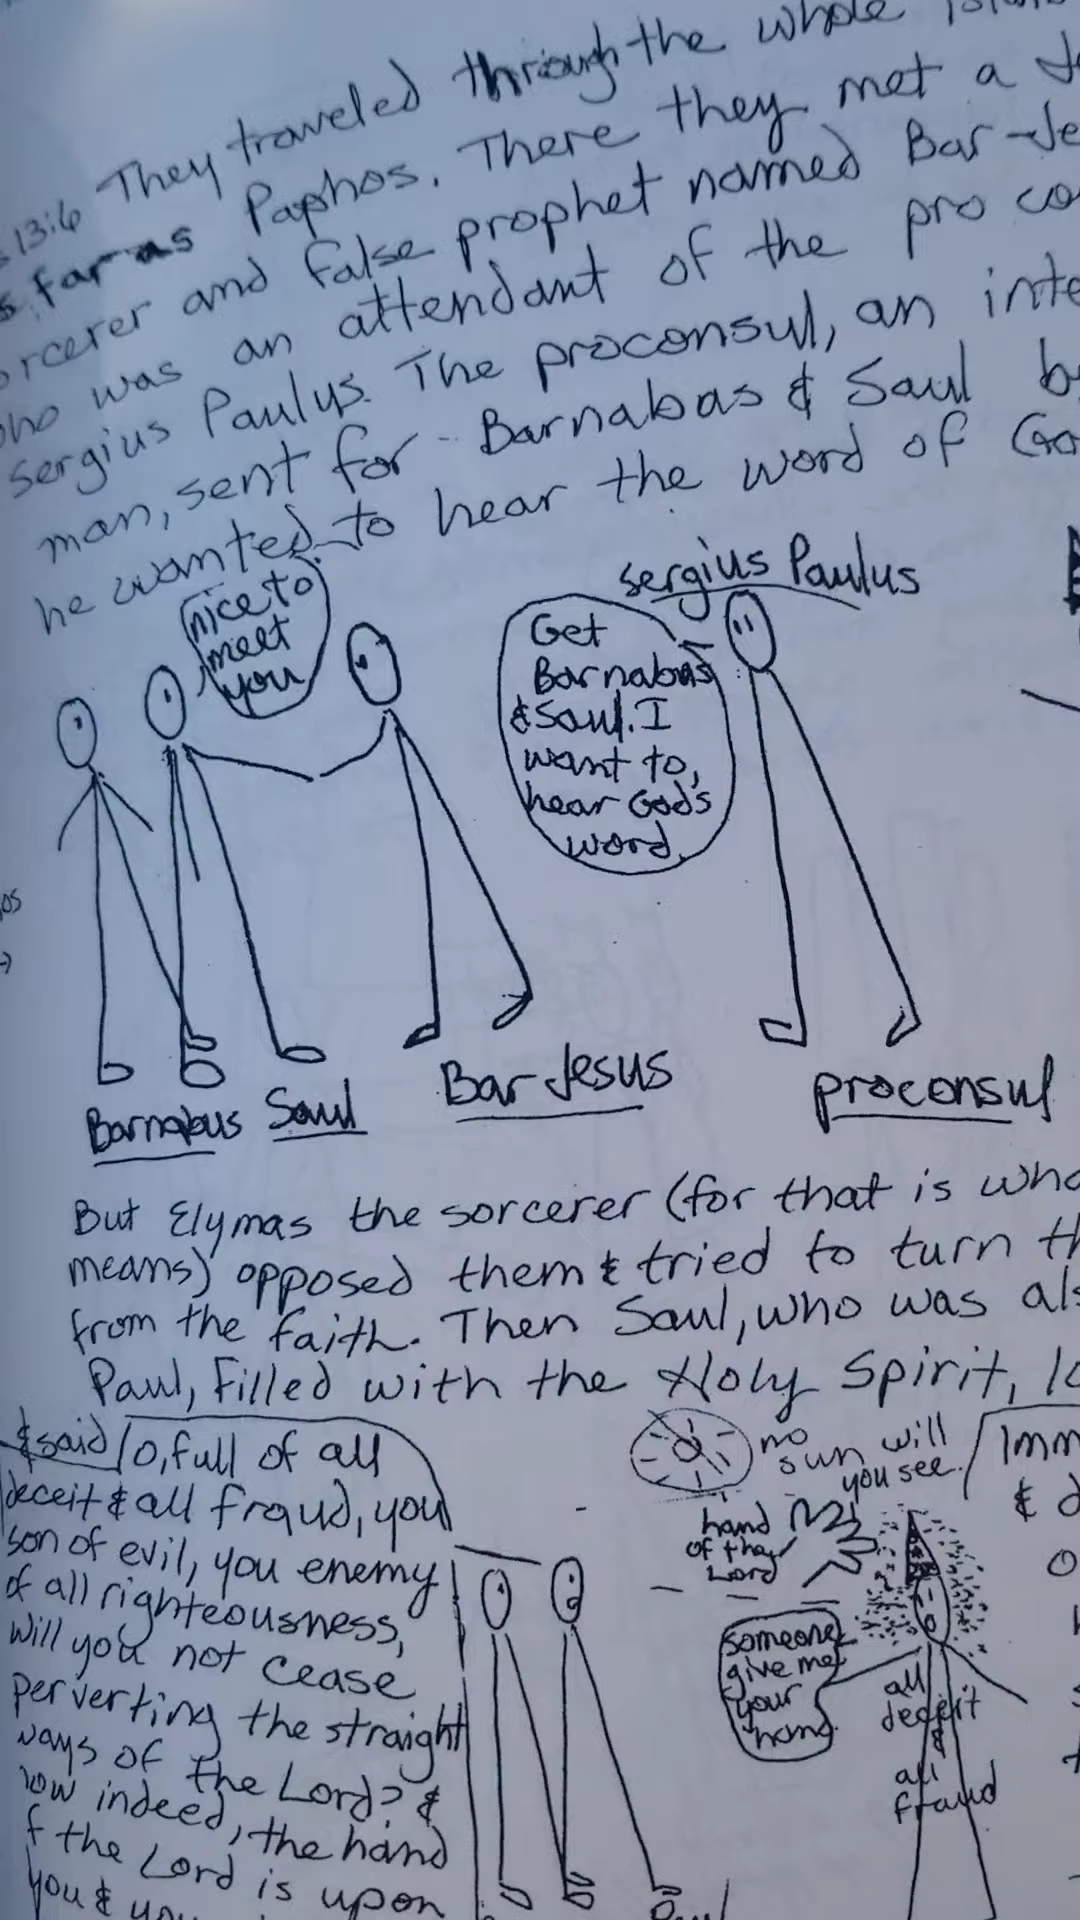 They traveled through the whole
13:6
far as Paphos. There they met a
and false prophet named Bar-Je
was an attendant of the pro co
sergius Paulus. The proconsul, an inte
man, sent for Barnabas & Saul
he wanted to hear the word of
nice to
meet
you
sergius Paulus
Get
Barnabas
& Saul. I
want to,
hear God's
word.
Barnabus
Saul
Bar Jesus
proconsul
But Elymas the sorcerer (for that is
means) opposed them & tried to turn
from the faith. Then Saul, who was
Paul, Filled with the Holy Spirit,
& said
O, full of all
deceit & all fraud, you
son of evil, you enemy
of all righteousness,
will you not cease
perverting the straight
ways of the Lord? &
now indeed, the hand
the Lord is upon
you &
no
sun will
you see.
hand
of the
Lord
someone
give me
your
hand.
all
deceit
&
all
fraud
Imm
&